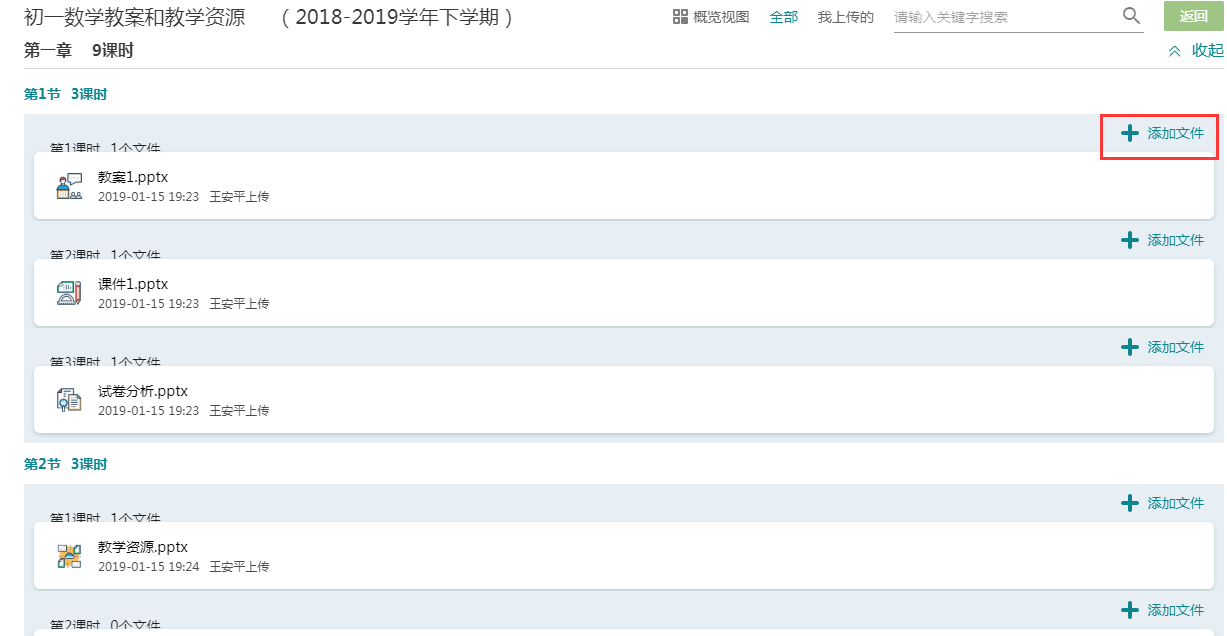 初一数学教案和教学资源 （2018-2019学年下学期） 概览视图 全部 我上传的 请输入关键字搜索 返回
第一章 9课时 收起
第1节 3课时
添加文件
第1课时 1个文件
教案1.pptx
2019-01-15 19:23 王安平上传
添加文件
第2课时 1个文件
课件1.pptx
2019-01-15 19:23 王安平上传
添加文件
第3课时 1个文件
试卷分析.pptx
2019-01-15 19:23 王安平上传
第2节 3课时
添加文件
第1课时 1个文件
教学资源.pptx
2019-01-15 19:24 王安平上传
添加文件
第2课时 0个文件